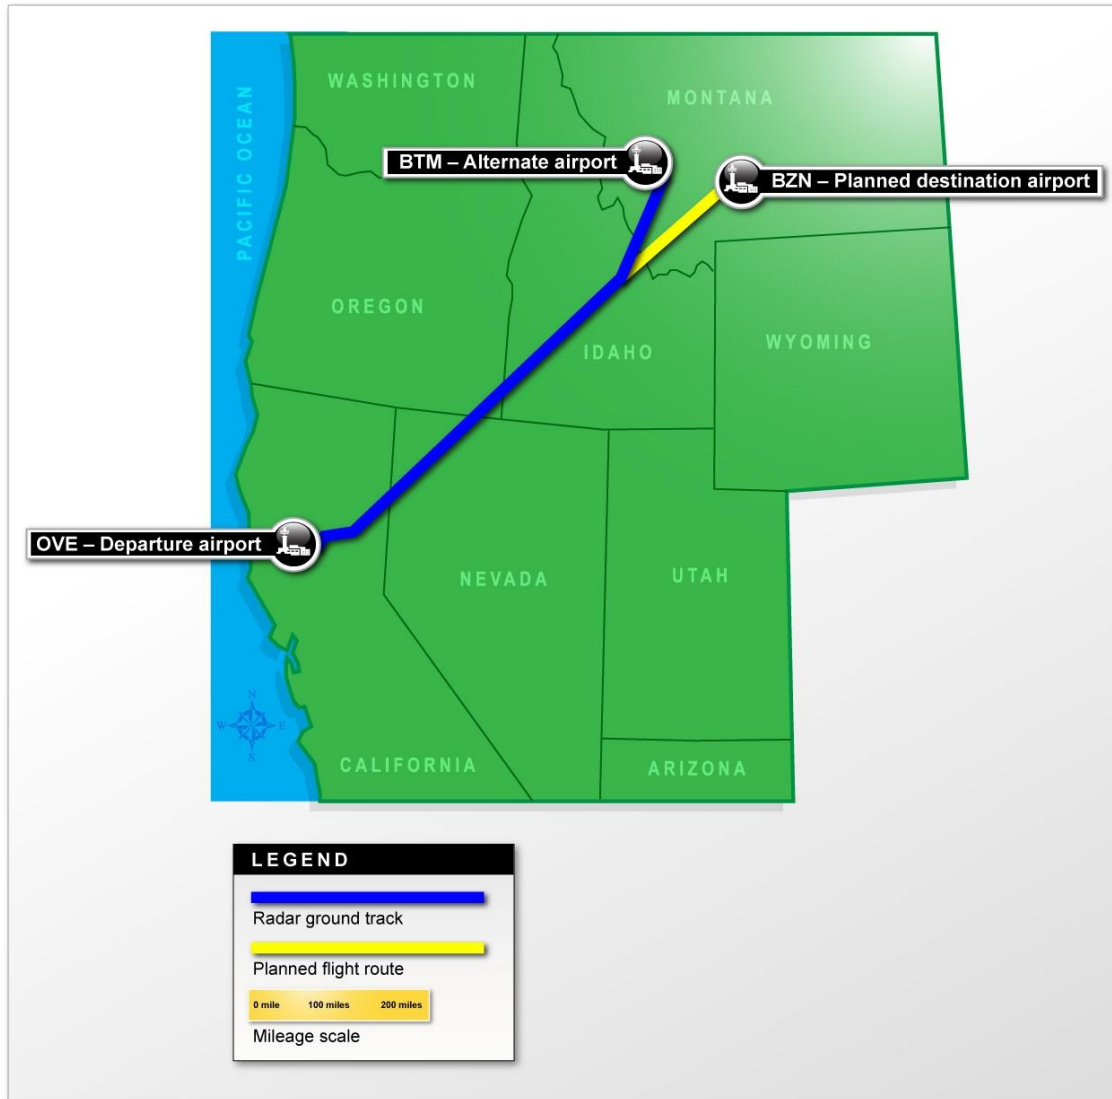 WASHINGTON
MONTANA
PACIFIC OCEAN
BTM – Alternate airport
BZN – Planned destination airport
OREGON
IDAHO
WYOMING
OVE – Departure airport
NEVADA
UTAH
N
W
E
S
CALIFORNIA
ARIZONA
LEGEND
Radar ground track
Planned flight route
0 mile 100 miles 200 miles
Mileage scale